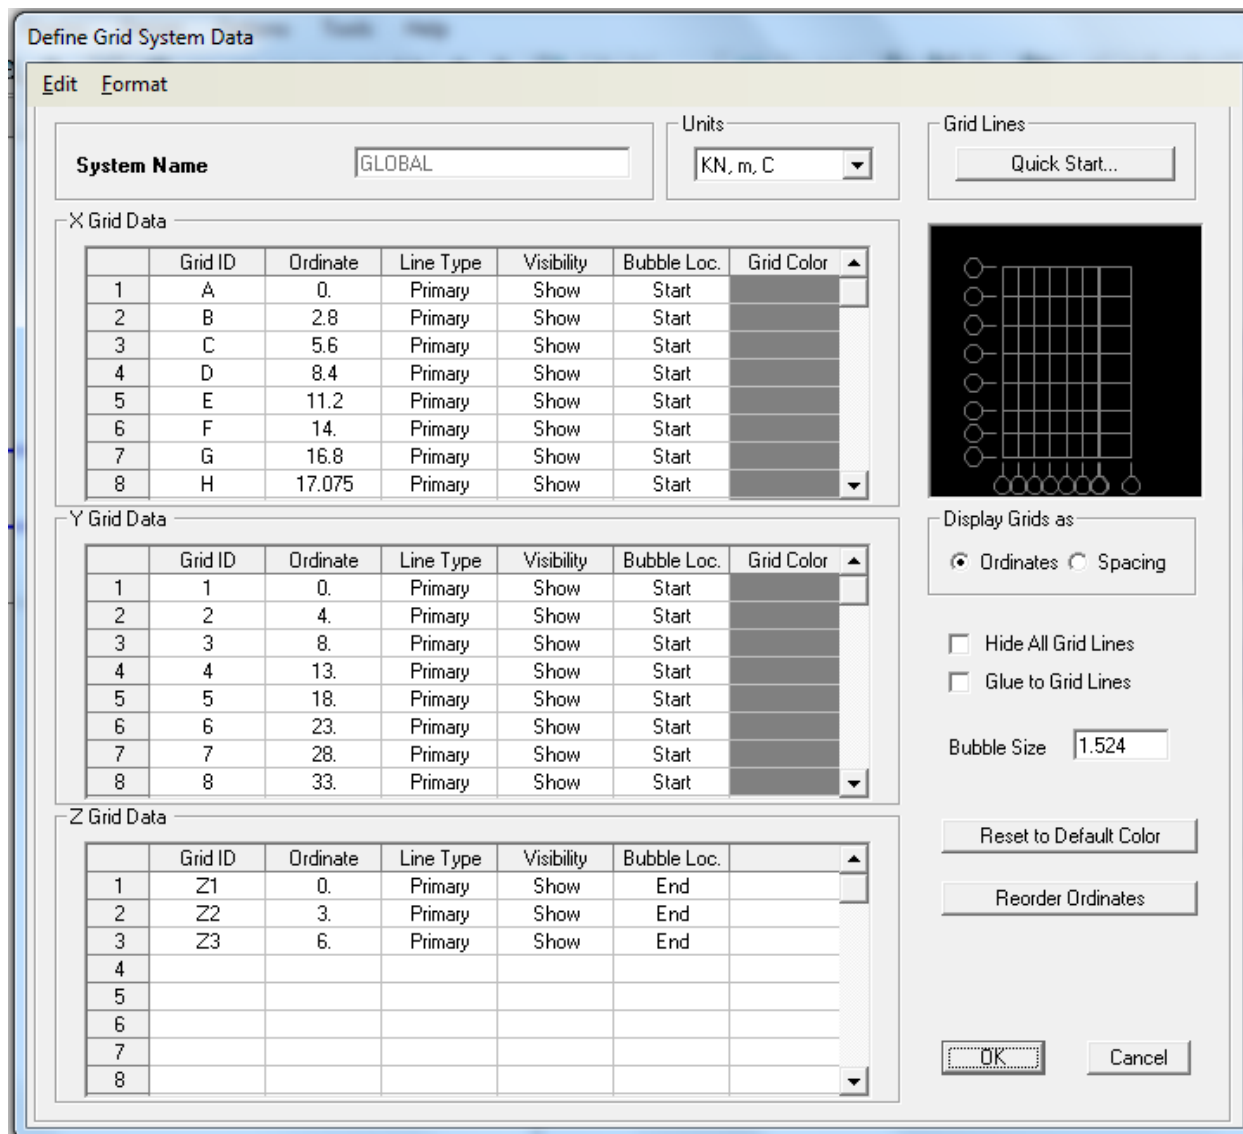 Tools Help
Define Grid System Data
Edit Format
System Name GLOBAL
Units
KN, m, C
Grid Lines
Quick Start...
X Grid Data
Grid ID Ordinate Line Type Visibility Bubble Loc. Grid Color
1 A 0. Primary Show Start
2 B 2.8 Primary Show Start
3 C 5.6 Primary Show Start
4 D 8.4 Primary Show Start
5 E 11.2 Primary Show Start
6 F 14. Primary Show Start
7 G 16.8 Primary Show Start
8 H 17.075 Primary Show Start
Y Grid Data
Grid ID Ordinate Line Type Visibility Bubble Loc. Grid Color
1 1 0. Primary Show Start
2 2 4. Primary Show Start
3 3 8. Primary Show Start
4 4 13. Primary Show Start
5 5 18. Primary Show Start
6 6 23. Primary Show Start
7 7 28. Primary Show Start
8 8 33. Primary Show Start
Z Grid Data
Grid ID Ordinate Line Type Visibility Bubble Loc.
1 Z1 0. Primary Show End
2 Z2 3. Primary Show End
3 Z3 6. Primary Show End
4
5
6
7
8
Display Grids as
Ordinates Spacing
Hide All Grid Lines
Glue to Grid Lines
Bubble Size 1.524
Reset to Default Color
Reorder Ordinates
OK Cancel